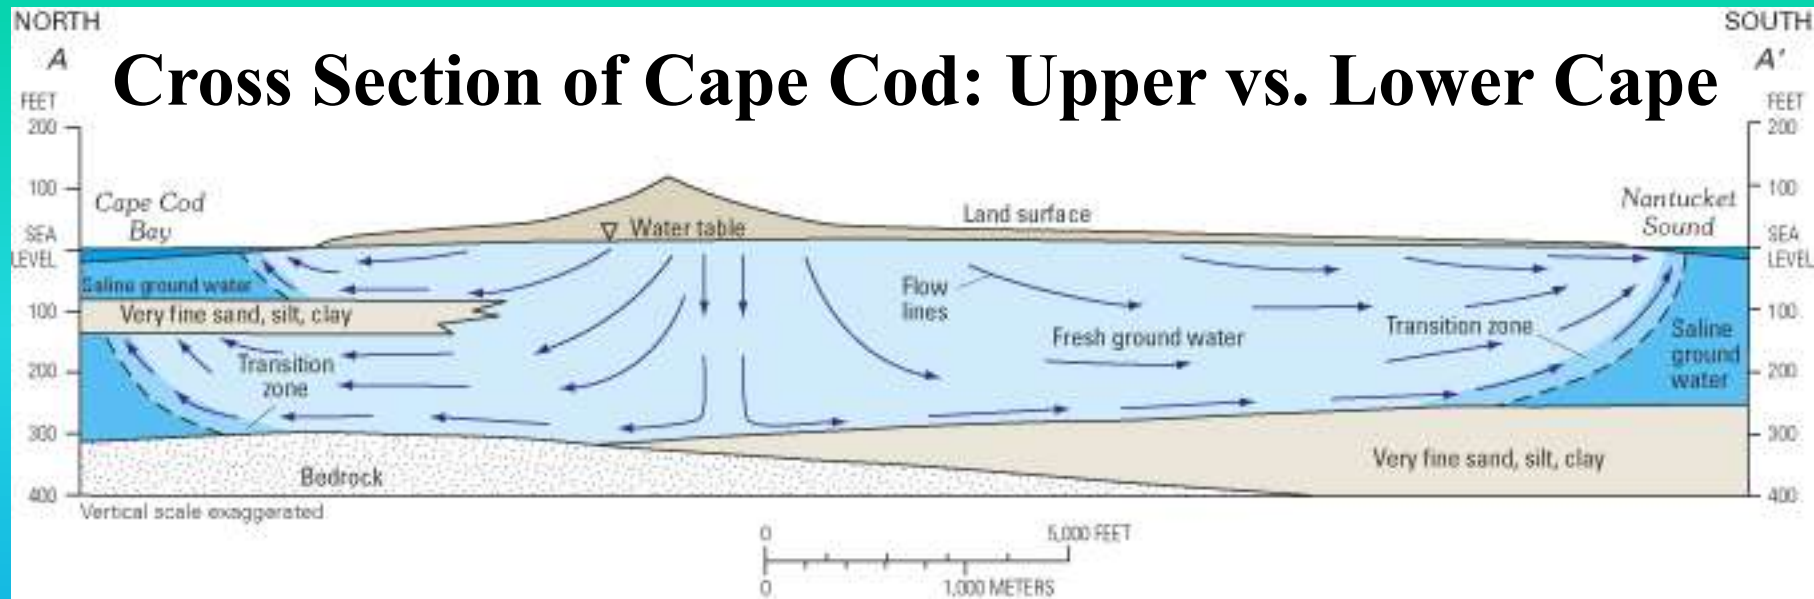 NORTH
SOUTH
A
A'
Cross Section of Cape Cod: Upper vs. Lower Cape
FEET
FEET
200
200
100
100
Cape Cod
Bay
Nantucket
Sound
Land surface
Water table
SEA
LEVEL
SEA
LEVEL
Saline ground water
Flow
lines
100
100
Very fine sand, silt, clay
Fresh ground water
Transition zone
Saline
ground
water
Transition
zone
200
200
300
300
Very fine sand, silt, clay
Bedrock
400
400
Vertical scale exaggerated
0
5,000 FEET
0
1,000 METERS